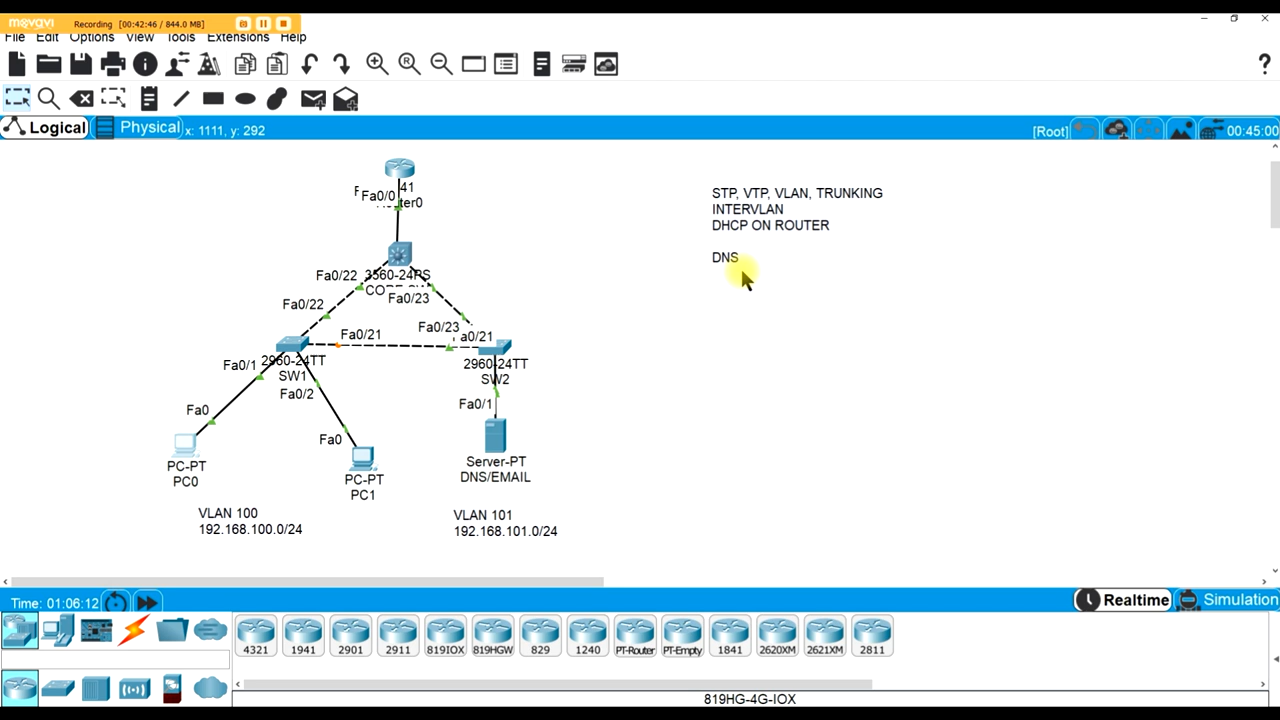 movavi Recording [00:42:46 / 844.0 MB]
File Edit Options View Tools Extensions Help
Logical Physical x: 1111, y: 292 [Root] 00:45:00
41
Fa0/0
STP, VTP, VLAN, TRUNKING
INTERVLAN
DHCP ON ROUTER
DNS
Fa0/22 3560-24PS
Fa0/23
Fa0/22
Fa0/21 Fa0/23 a0/21
Fa0/1 2960-24TT
SW1
2960-24TT
SW2
Fa0/2
Fa0/1
Fa0
Fa0
PC-PT
PC0
PC-PT
PC1
Server-PT
DNS/EMAIL
VLAN 100
192.168.100.0/24
VLAN 101
192.168.101.0/24
Time: 01:06:12 Realtime Simulation
4321 1941 2901 2911 819IOX 819HGW 829 1240 PT-Router PT-Empty 1841 2620XM 2621XM 2811
819HG-4G-IOX